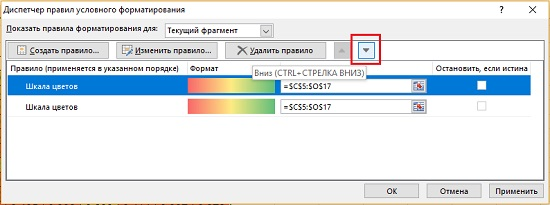 Диспетчер правил условного форматирования
Показать правила форматирования для: Текущий фрагмент
Создать правило... Изменить правило... Удалить правило
Вниз (CTRL+СТРЕЛКА ВНИЗ)
Правило (применяется в указанном порядке) Формат Остановить, если истина
Шкала цветов =$C$5:$O$17
Шкала цветов =$C$5:$O$17
ОК Отмена Применить